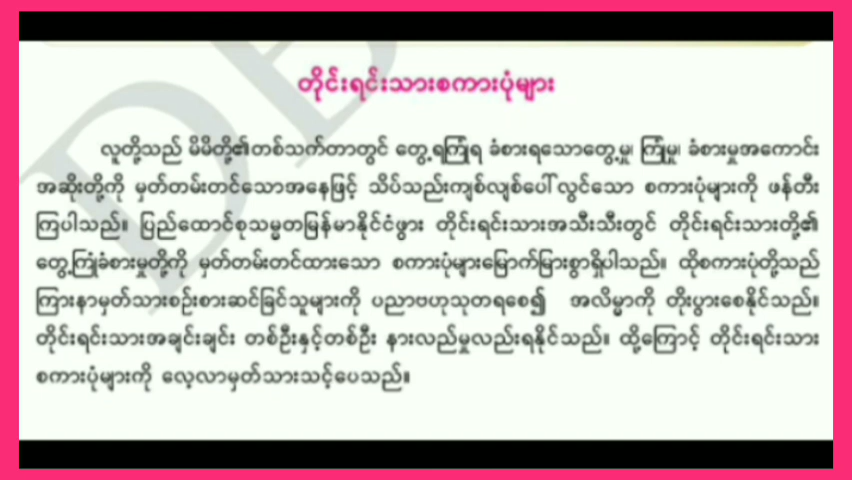 တိုင်းရင်းသားစကားပုံများ
လူတို့သည် မိမိတို့၏တစ်သက်တာတွင် တွေ့ရကြုံရ ခံစားရသောတွေ့မှု၊ ကြုံမှု၊ ခံစားမှုအကောင်း
အဆိုးတို့ကို မှတ်တမ်းတင်သောအနေဖြင့် သိပ်သည်းကျစ်လျစ်ပေါ်လွင်သော စကားပုံများကို ဖန်တီး
ကြပါသည်။ ပြည်ထောင်စုသမ္မတမြန်မာနိုင်ငံဖွား တိုင်းရင်းသားအသီးသီးတွင် တိုင်းရင်းသားတို့၏
တွေ့ကြုံခံစားမှုတို့ကို မှတ်တမ်းတင်ထားသော စကားပုံများမြောက်မြားစွာရှိပါသည်။ ထိုစကားပုံတို့သည်
ကြားနာမှတ်သားစဉ်းစားဆင်ခြင်သူများကို ပညာဗဟုသုတရစေ၍ အလိမ္မာကို တိုးပွားစေနိုင်သည်။
တိုင်းရင်းသားအချင်းချင်း တစ်ဦးနှင့်တစ်ဦး နားလည်မှုလည်းရနိုင်သည်။ ထို့ကြောင့် တိုင်းရင်းသား
စကားပုံများကို လေ့လာမှတ်သားသင့်ပေသည်။